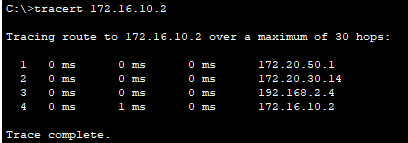 C:\>tracert 172.16.10.2
Tracing route to 172.16.10.2 over a maximum of 30 hops:
1 0 ms 0 ms 0 ms 172.20.50.1
2 0 ms 0 ms 0 ms 172.20.30.14
3 0 ms 0 ms 0 ms 192.168.2.4
4 0 ms 1 ms 0 ms 172.16.10.2
Trace complete.